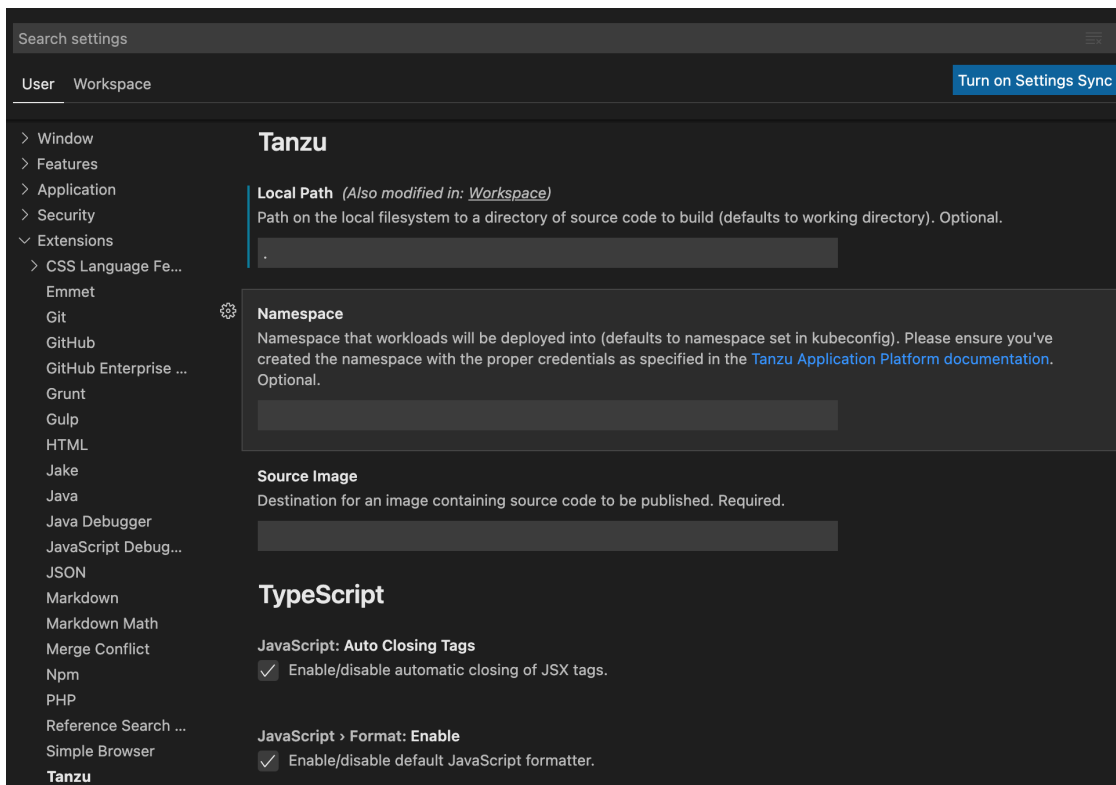 Search settings
User
Workspace
Turn on Settings Sync
Window
Features
Application
Security
Extensions
CSS Language Fe...
Emmet
Git
GitHub
GitHub Enterprise ...
Grunt
Gulp
HTML
Jake
Java
Java Debugger
JavaScript Debug...
JSON
Markdown
Markdown Math
Merge Conflict
Npm
PHP
Reference Search ...
Simple Browser
Tanzu
Tanzu
Local Path (Also modified in: Workspace)
Path on the local filesystem to a directory of source code to build (defaults to working directory). Optional.
.
Namespace
Namespace that workloads will be deployed into (defaults to namespace set in kubeconfig). Please ensure you've
created the namespace with the proper credentials as specified in the Tanzu Application Platform documentation.
Optional.
Source Image
Destination for an image containing source code to be published. Required.
TypeScript
JavaScript: Auto Closing Tags
Enable/disable automatic closing of JSX tags.
JavaScript › Format: Enable
Enable/disable default JavaScript formatter.